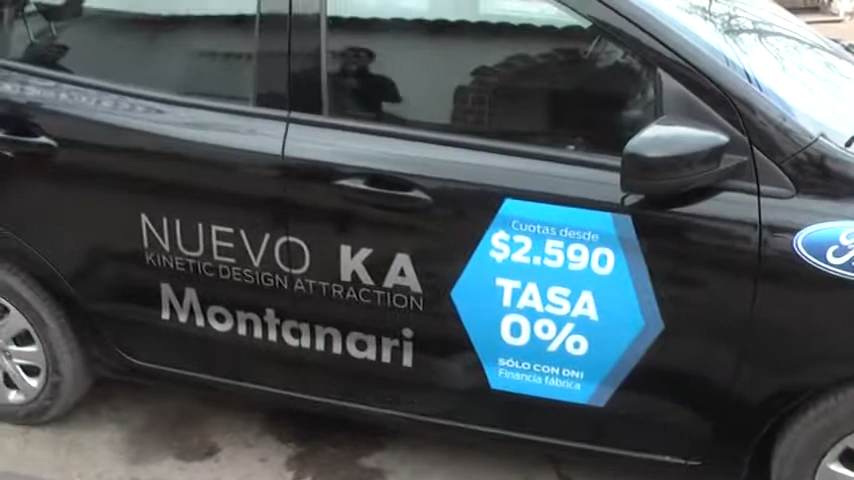 NUEVO KA
KINETIC DESIGN ATTRACTION
Montanari
Cuotas desde
$2.590
TASA
0%
SÓLO CON DNI
Financia fábrica